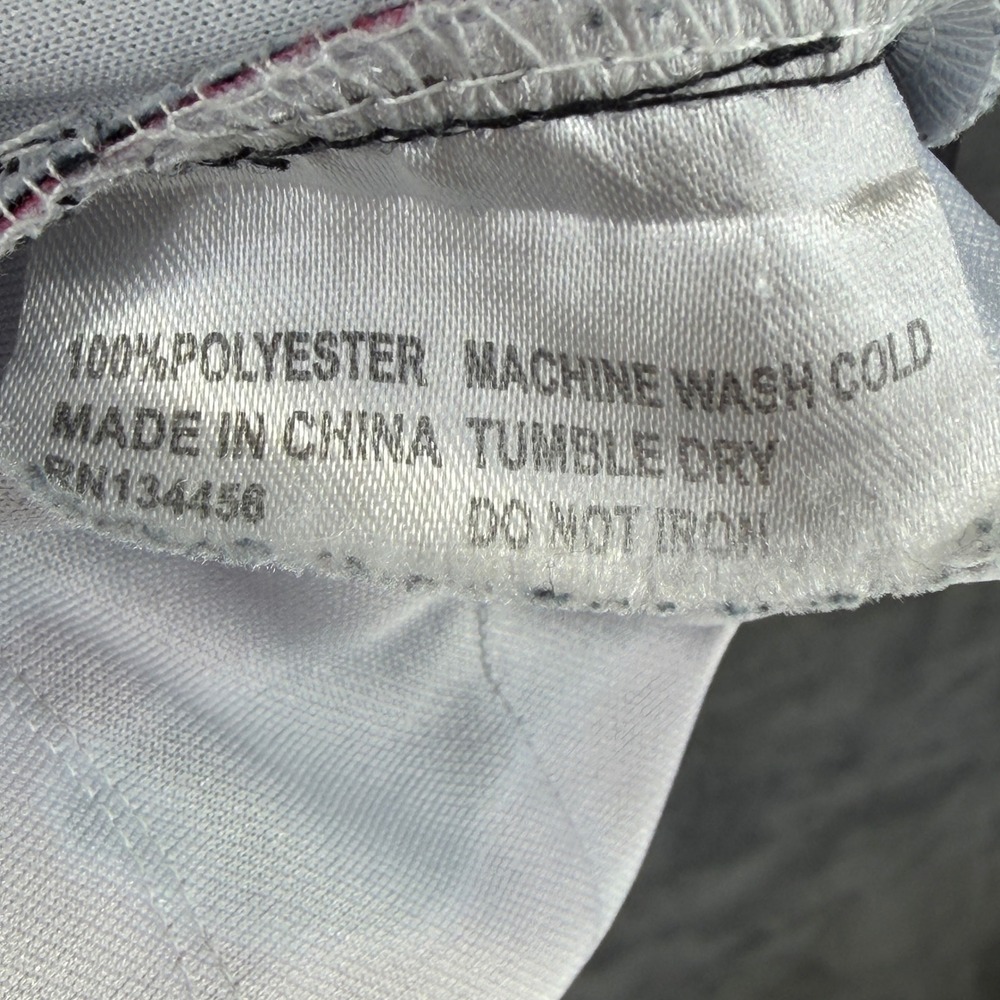 100%POLYESTER
MADE IN CHINA
RN134456
MACHINE WASH COLD
TUMBLE DRY
DO NOT IRON